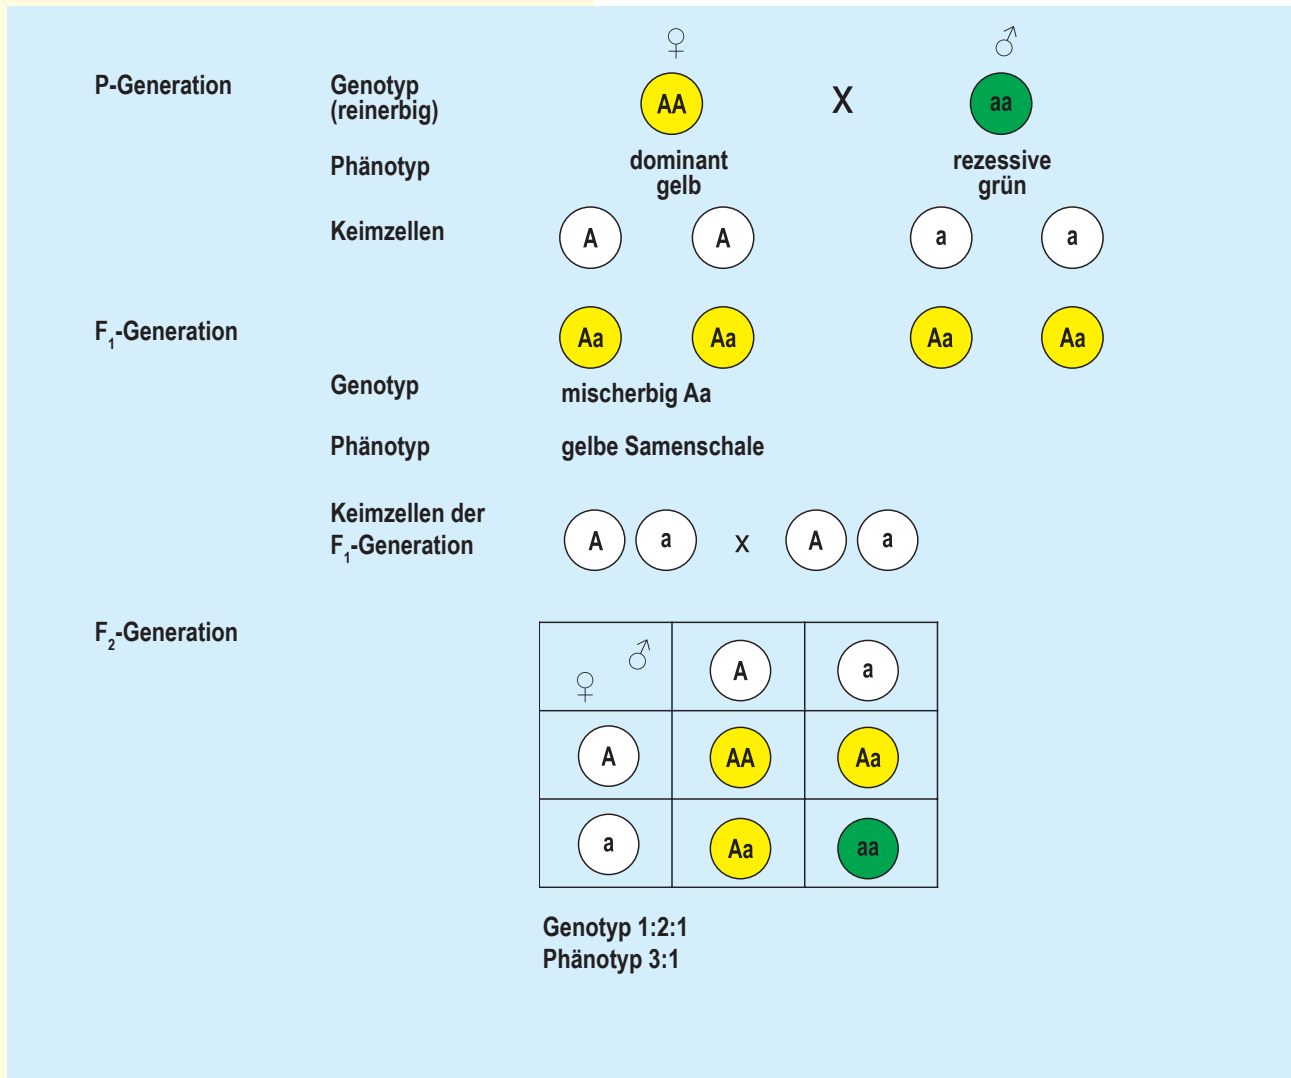 ♀ ♂
P-Generation Genotyp AA X aa
(reinerbig)
Phänotyp dominant rezessive
gelb grün
Keimzellen A A a a
F₁-Generation Aa Aa Aa Aa
Genotyp mischerbig Aa
Phänotyp gelbe Samenschale
Keimzellen der
F₁-Generation A a x A a
F₂-Generation
♀ ♂ A a
A AA Aa
a Aa aa
Genotyp 1:2:1
Phänotyp 3:1